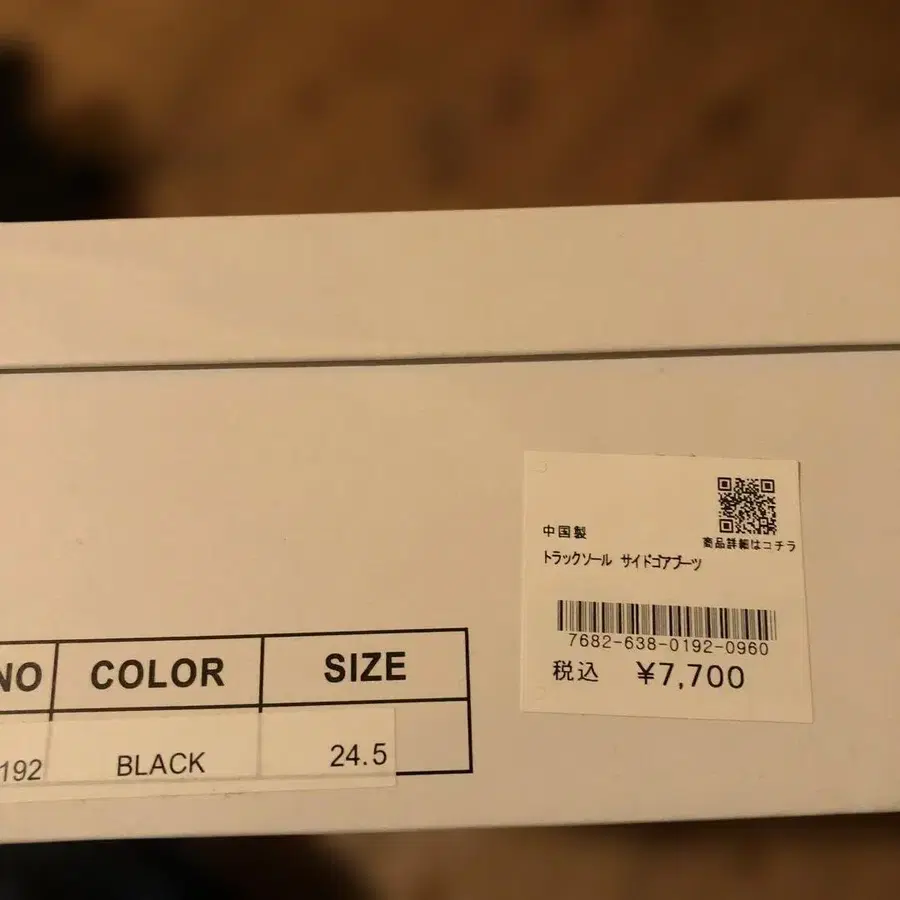 中国製
商品詳細はコチラ
トラックソール サイドゴアブーツ
7682-638-0192-0960
税込 ¥7,700
NO COLOR SIZE
192 BLACK 24.5